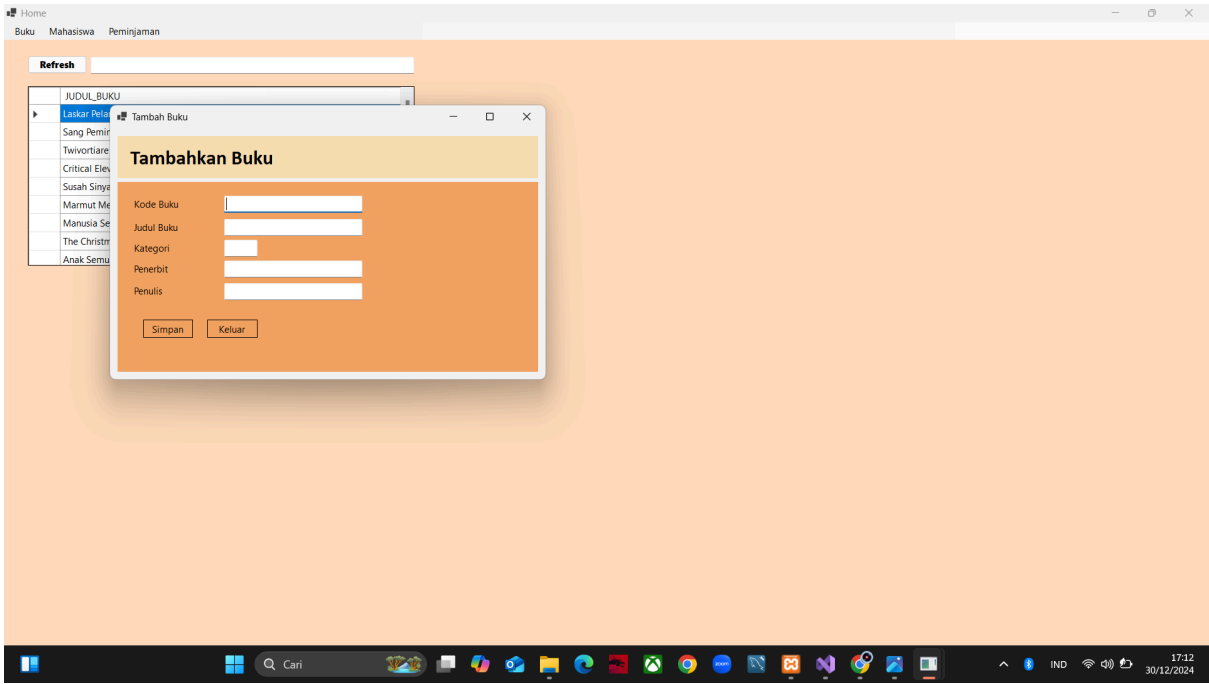 Home
Buku Mahasiswa Peminjaman
Refresh
JUDUL_BUKU
Laskar Pela
Sang Pemin
Twivortiare
Critical Elev
Susah Sinya
Marmut Me
Manusia Se
The Christm
Anak Semu
Tambah Buku
Tambahkan Buku
Kode Buku
Judul Buku
Kategori
Penerbit
Penulis
Simpan Keluar
Cari
zoom
IND
17:12
30/12/2024